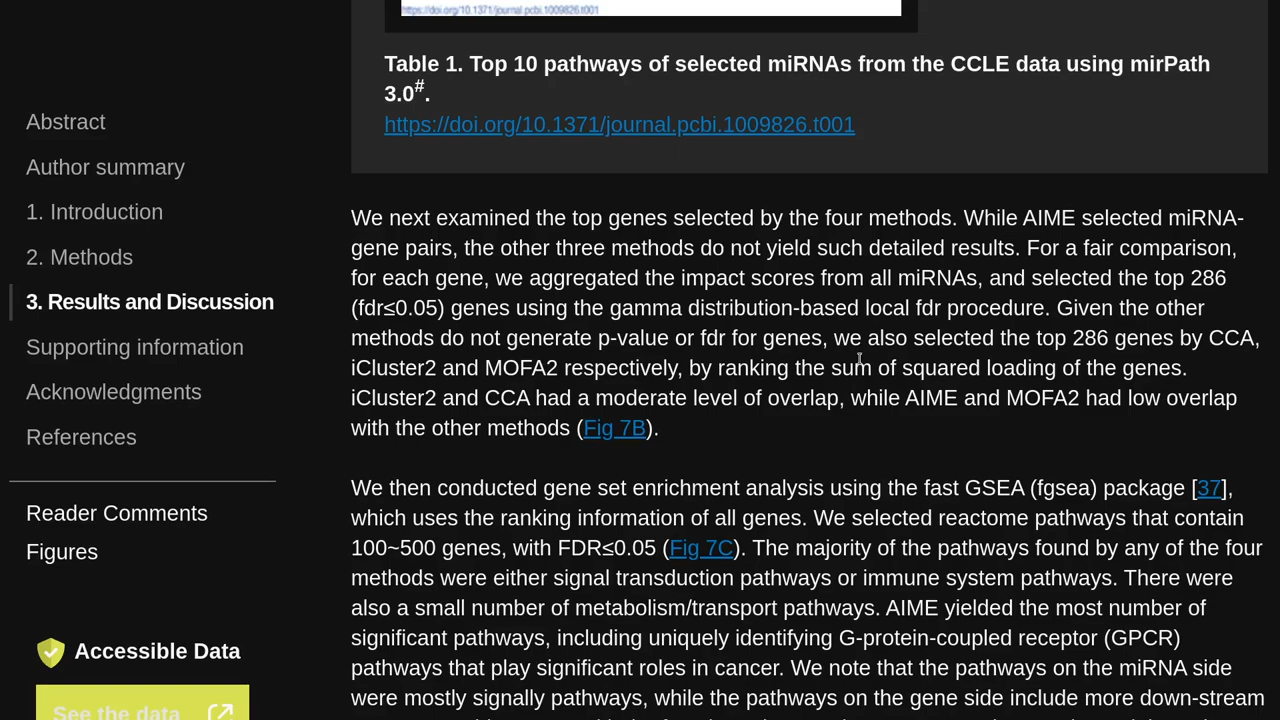 https://doi.org/10.1371/journal.pcbi.1009826.t001
Table 1. Top 10 pathways of selected miRNAs from the CCLE data using mirPath
3.0#.
https://doi.org/10.1371/journal.pcbi.1009826.t001
Abstract
Author summary
1. Introduction
2. Methods
3. Results and Discussion
Supporting information
Acknowledgments
References
Reader Comments
Figures
Accessible Data
See the data
We next examined the top genes selected by the four methods. While AIME selected miRNA-
gene pairs, the other three methods do not yield such detailed results. For a fair comparison,
for each gene, we aggregated the impact scores from all miRNAs, and selected the top 286
(fdr≤0.05) genes using the gamma distribution-based local fdr procedure. Given the other
methods do not generate p-value or fdr for genes, we also selected the top 286 genes by CCA,
iCluster2 and MOFA2 respectively, by ranking the sum of squared loading of the genes.
iCluster2 and CCA had a moderate level of overlap, while AIME and MOFA2 had low overlap
with the other methods (Fig 7B).
We then conducted gene set enrichment analysis using the fast GSEA (fgsea) package [37],
which uses the ranking information of all genes. We selected reactome pathways that contain
100~500 genes, with FDR≤0.05 (Fig 7C). The majority of the pathways found by any of the four
methods were either signal transduction pathways or immune system pathways. There were
also a small number of metabolism/transport pathways. AIME yielded the most number of
significant pathways, including uniquely identifying G-protein-coupled receptor (GPCR)
pathways that play significant roles in cancer. We note that the pathways on the miRNA side
were mostly signally pathways, while the pathways on the gene side include more down-stream